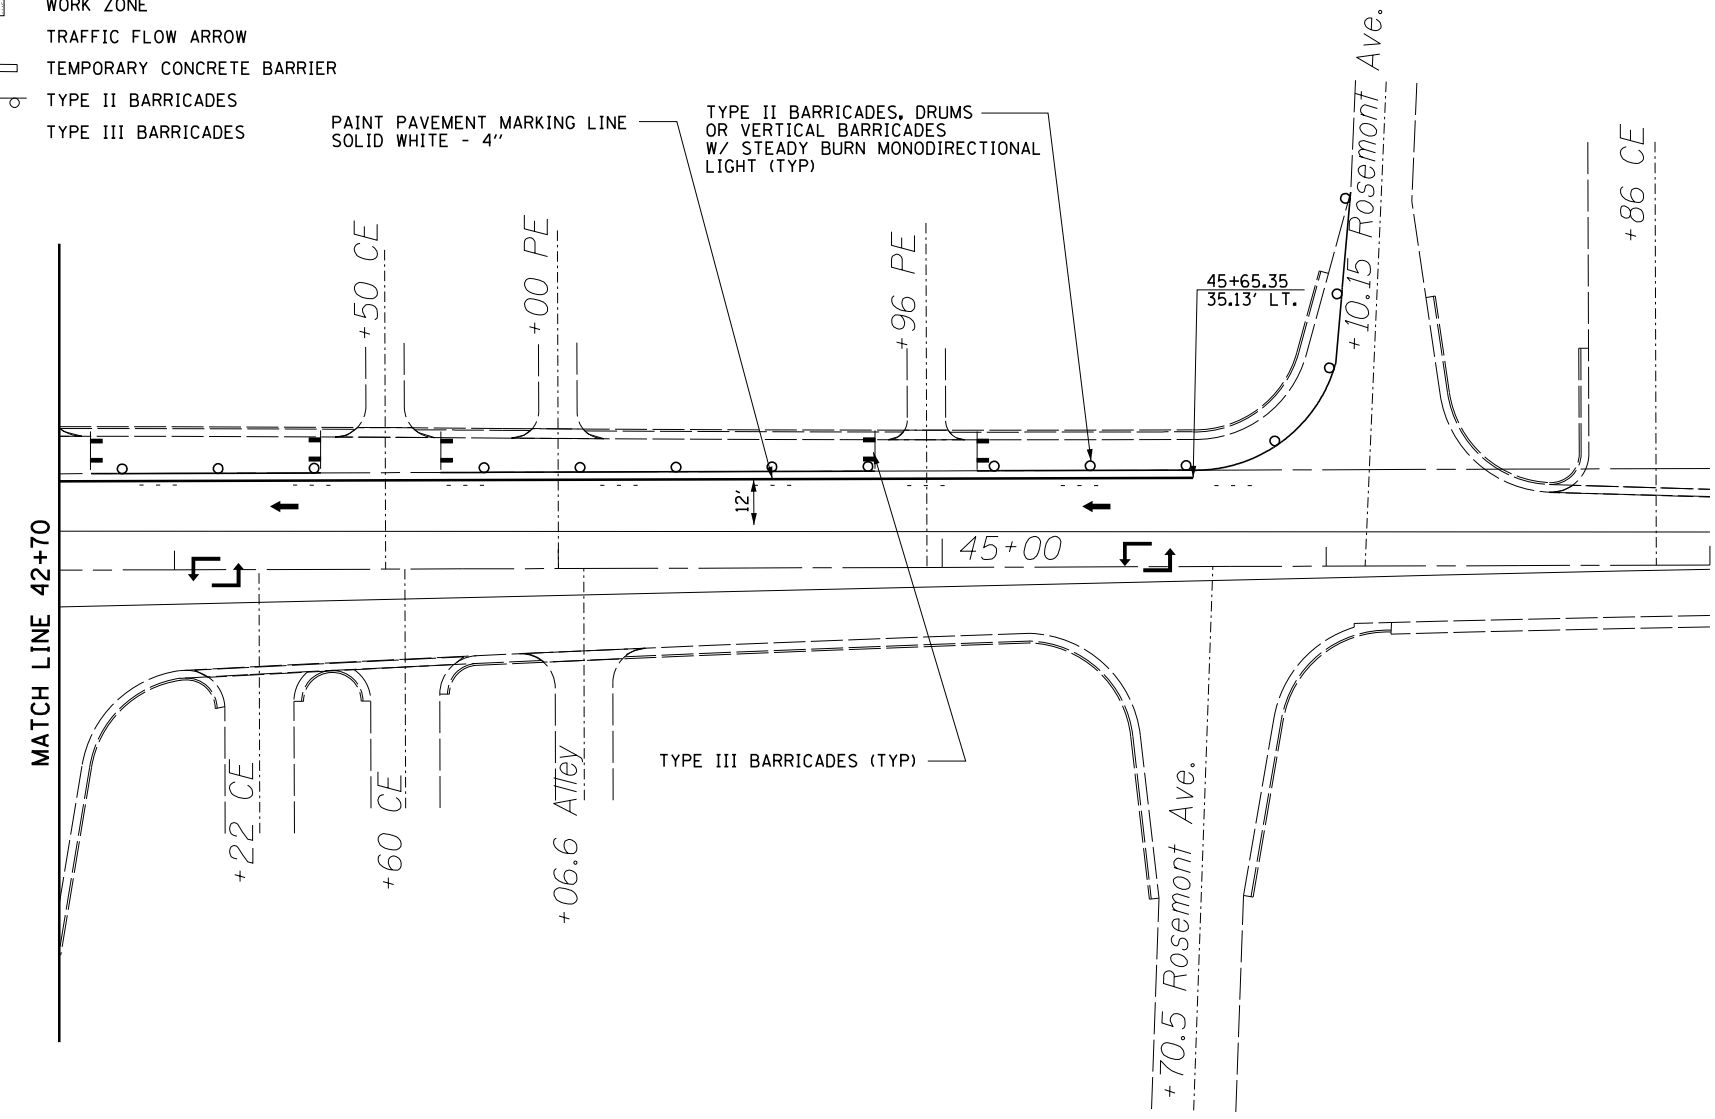 WORK ZONE
TRAFFIC FLOW ARROW
TEMPORARY CONCRETE BARRIER
TYPE II BARRICADES
TYPE III BARRICADES
PAINT PAVEMENT MARKING LINE
SOLID WHITE - 4"
TYPE II BARRICADES, DRUMS
OR VERTICAL BARRICADES
W/ STEADY BURN MONODIRECTIONAL
LIGHT (TYP)
+50 CE
+00 PE
+96 PE
45+65.35
35.13' LT.
+10.15 Rosemont Ave.
+86 CE
12'
45+00
MATCH LINE 42+70
TYPE III BARRICADES (TYP)
+22 CE
+60 CE
+06.6 Alley
+70.5 Rosemont Ave.